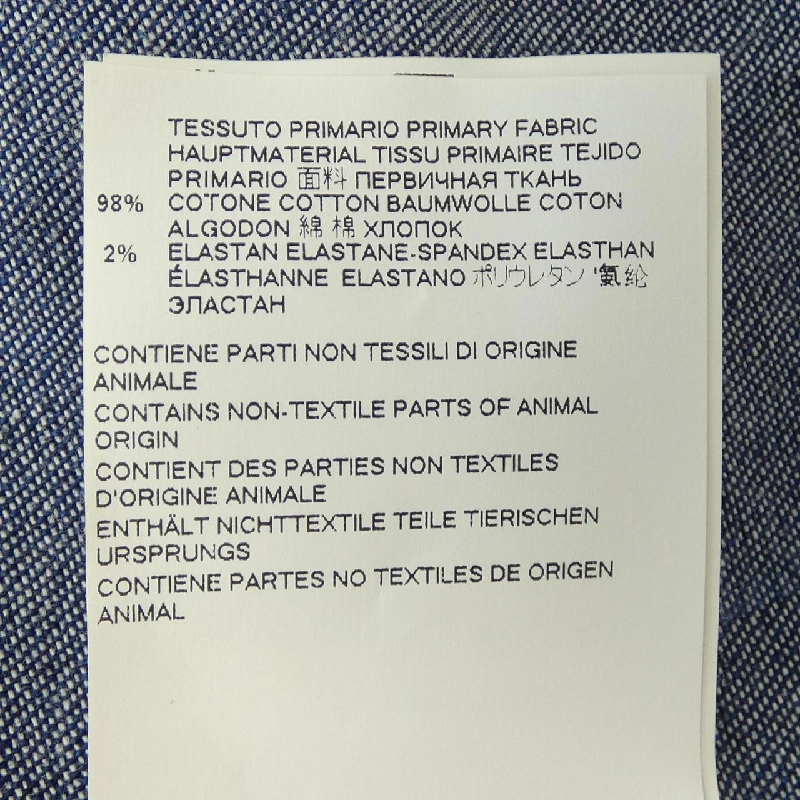 TESSUTO PRIMARIO PRIMARY FABRIC
HAUPTMATERIAL TISSU PRIMAIRE TEJIDO
PRIMARIO 面料 ПЕРВИЧНАЯ ТКАНЬ
98% COTONE COTTON BAUMWOLLE COTON
ALGODON 綿 棉 ХЛОПОК
2% ELASTAN ELASTANE-SPANDEX ELASTHAN
ÉLASTHANNE ELASTANO ポリウレタン '氨纶
ЭЛАСТАН
CONTIENE PARTI NON TESSILI DI ORIGINE
ANIMALE
CONTAINS NON-TEXTILE PARTS OF ANIMAL
ORIGIN
CONTIENT DES PARTIES NON TEXTILES
D'ORIGINE ANIMALE
ENTHÄLT NICHTTEXTILE TEILE TIERISCHEN
URSPRUNGS
CONTIENE PARTES NO TEXTILES DE ORIGEN
ANIMAL